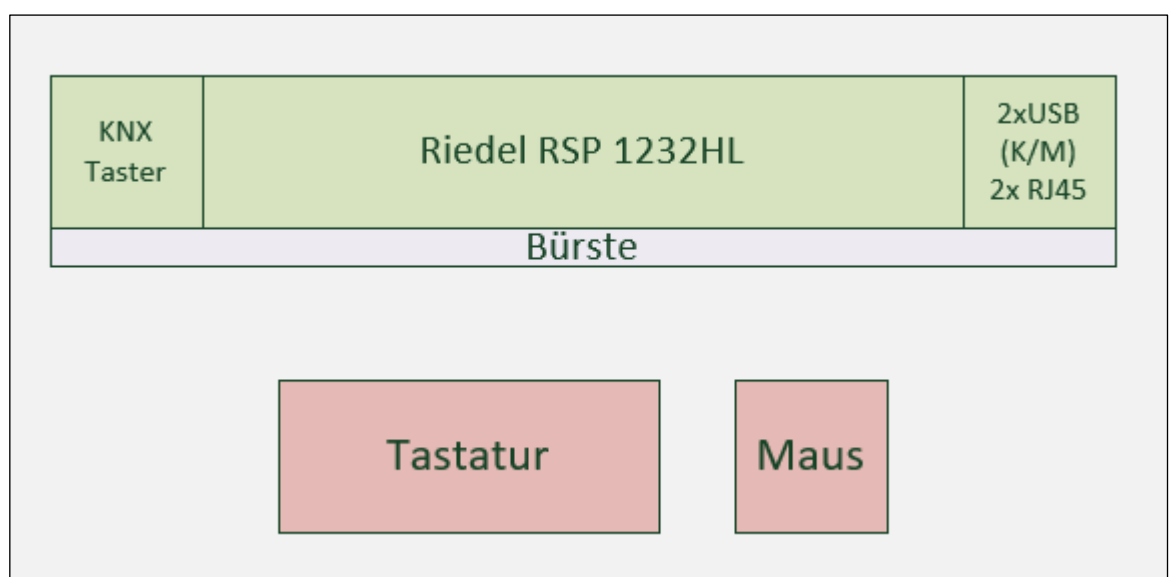 KNX
Taster
Riedel RSP 1232HL
2xUSB
(K/M)
2x RJ45
Bürste
Tastatur
Maus